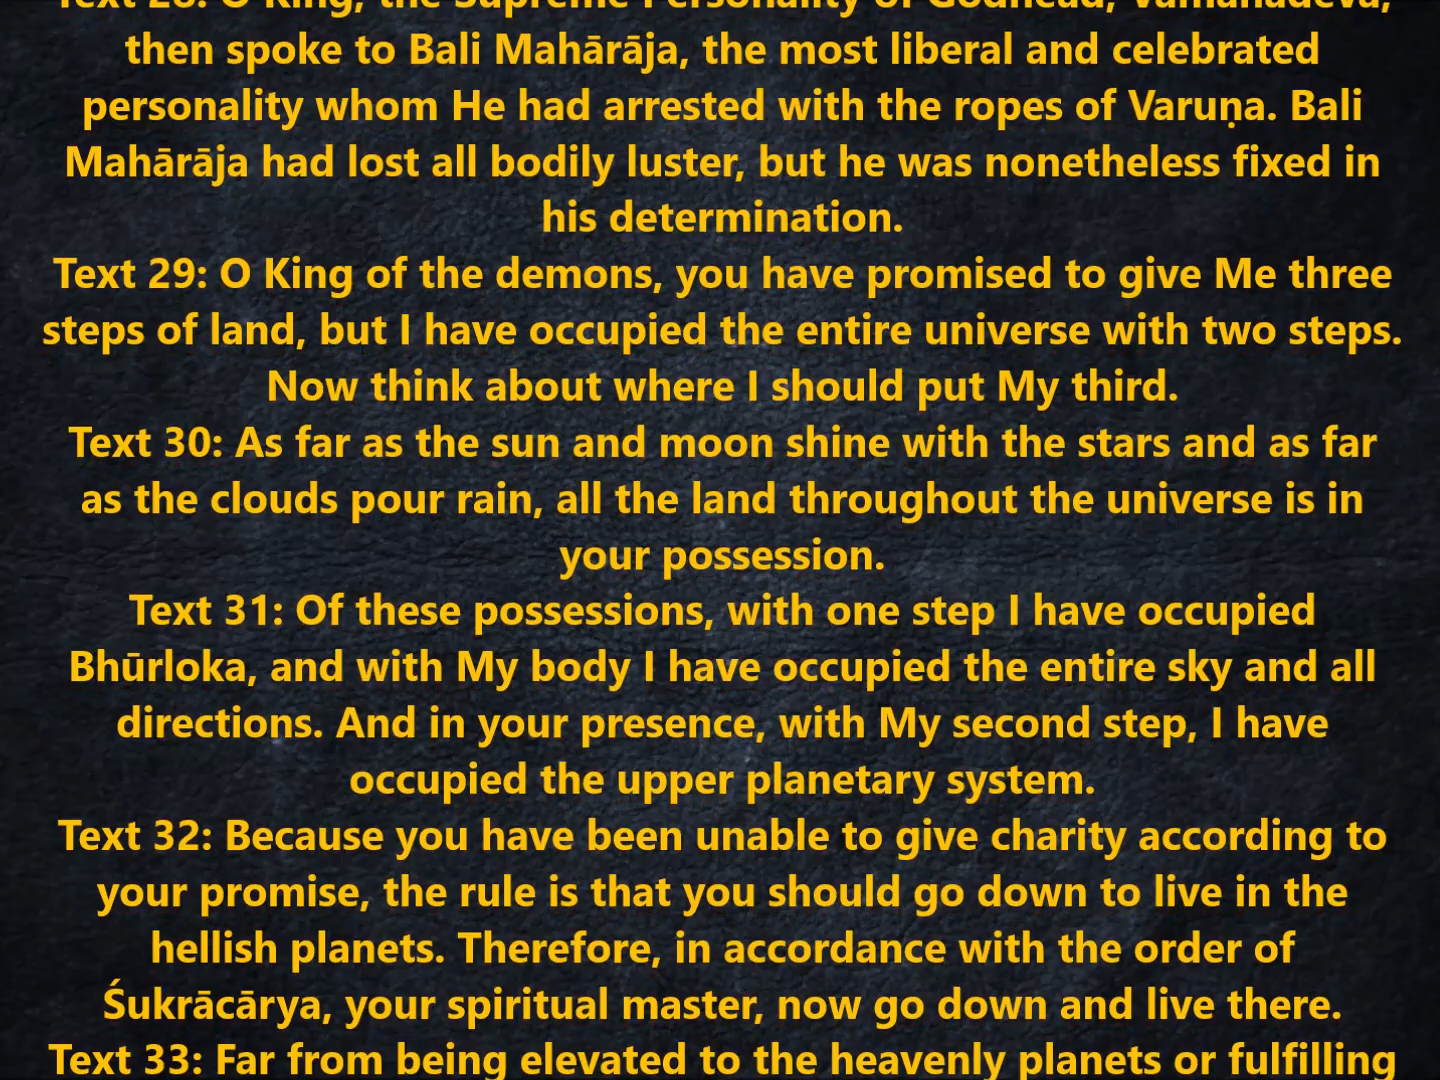 Text 28: O King, the Supreme Personality of Godhead, Vāmanadeva,
then spoke to Bali Mahārāja, the most liberal and celebrated
personality whom He had arrested with the ropes of Varuṇa. Bali
Mahārāja had lost all bodily luster, but he was nonetheless fixed in
his determination.
Text 29: O King of the demons, you have promised to give Me three
steps of land, but I have occupied the entire universe with two steps.
Now think about where I should put My third.
Text 30: As far as the sun and moon shine with the stars and as far
as the clouds pour rain, all the land throughout the universe is in
your possession.
Text 31: Of these possessions, with one step I have occupied
Bhūrloka, and with My body I have occupied the entire sky and all
directions. And in your presence, with My second step, I have
occupied the upper planetary system.
Text 32: Because you have been unable to give charity according to
your promise, the rule is that you should go down to live in the
hellish planets. Therefore, in accordance with the order of
Śukrācārya, your spiritual master, now go down and live there.
Text 33: Far from being elevated to the heavenly planets or fulfilling